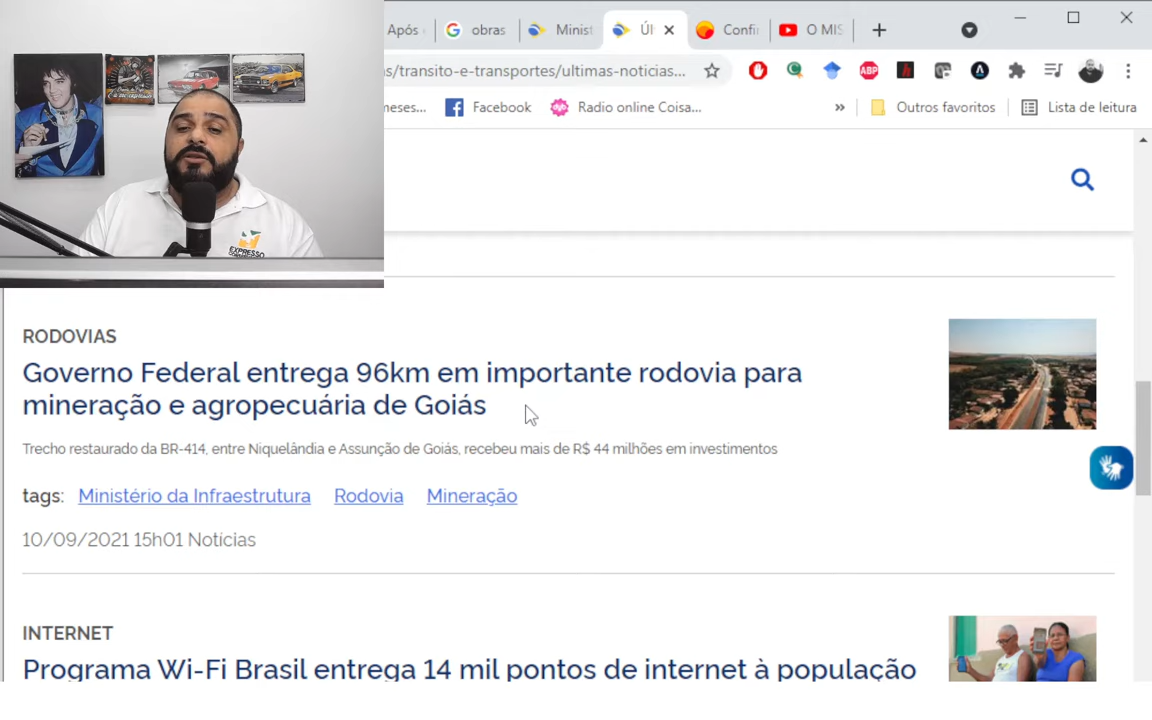 Após
obras
Minist
Úl
Confi
O MIS
s/transito-e-transportes/ultimas-noticias...
ABP
neses...
Facebook
Radio online Coisa...
»
Outros favoritos
Lista de leitura
EXPRESSO
RODOVIAS
Governo Federal entrega 96km em importante rodovia para
mineração e agropecuária de Goiás
Trecho restaurado da BR-414, entre Niquelândia e Assunção de Goiás, recebeu mais de R$ 44 milhões em investimentos
tags: Ministério da Infraestrutura Rodovia Mineração
10/09/2021 15h01 Notícias
INTERNET
Programa Wi-Fi Brasil entrega 14 mil pontos de internet à população